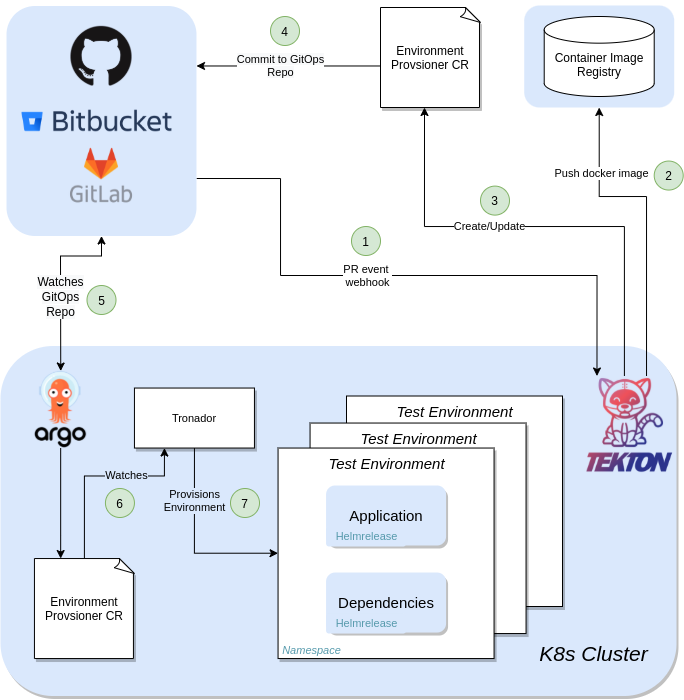 4
Commit to GitOps
Repo
Environment
Provsioner CR
Container Image
Registry
Bitbucket
GitLab
Push docker image
2
3
Create/Update
1
PR event
webhook
Watches
GitOps
Repo
5
argo
Tronador
Test Environment
Test Environment
Test Environment
TEKTON
Watches
6
Provisions
Environment
7
Application
Helmrelease
Environment
Provsioner CR
Dependencies
Helmrelease
Namespace
K8s Cluster